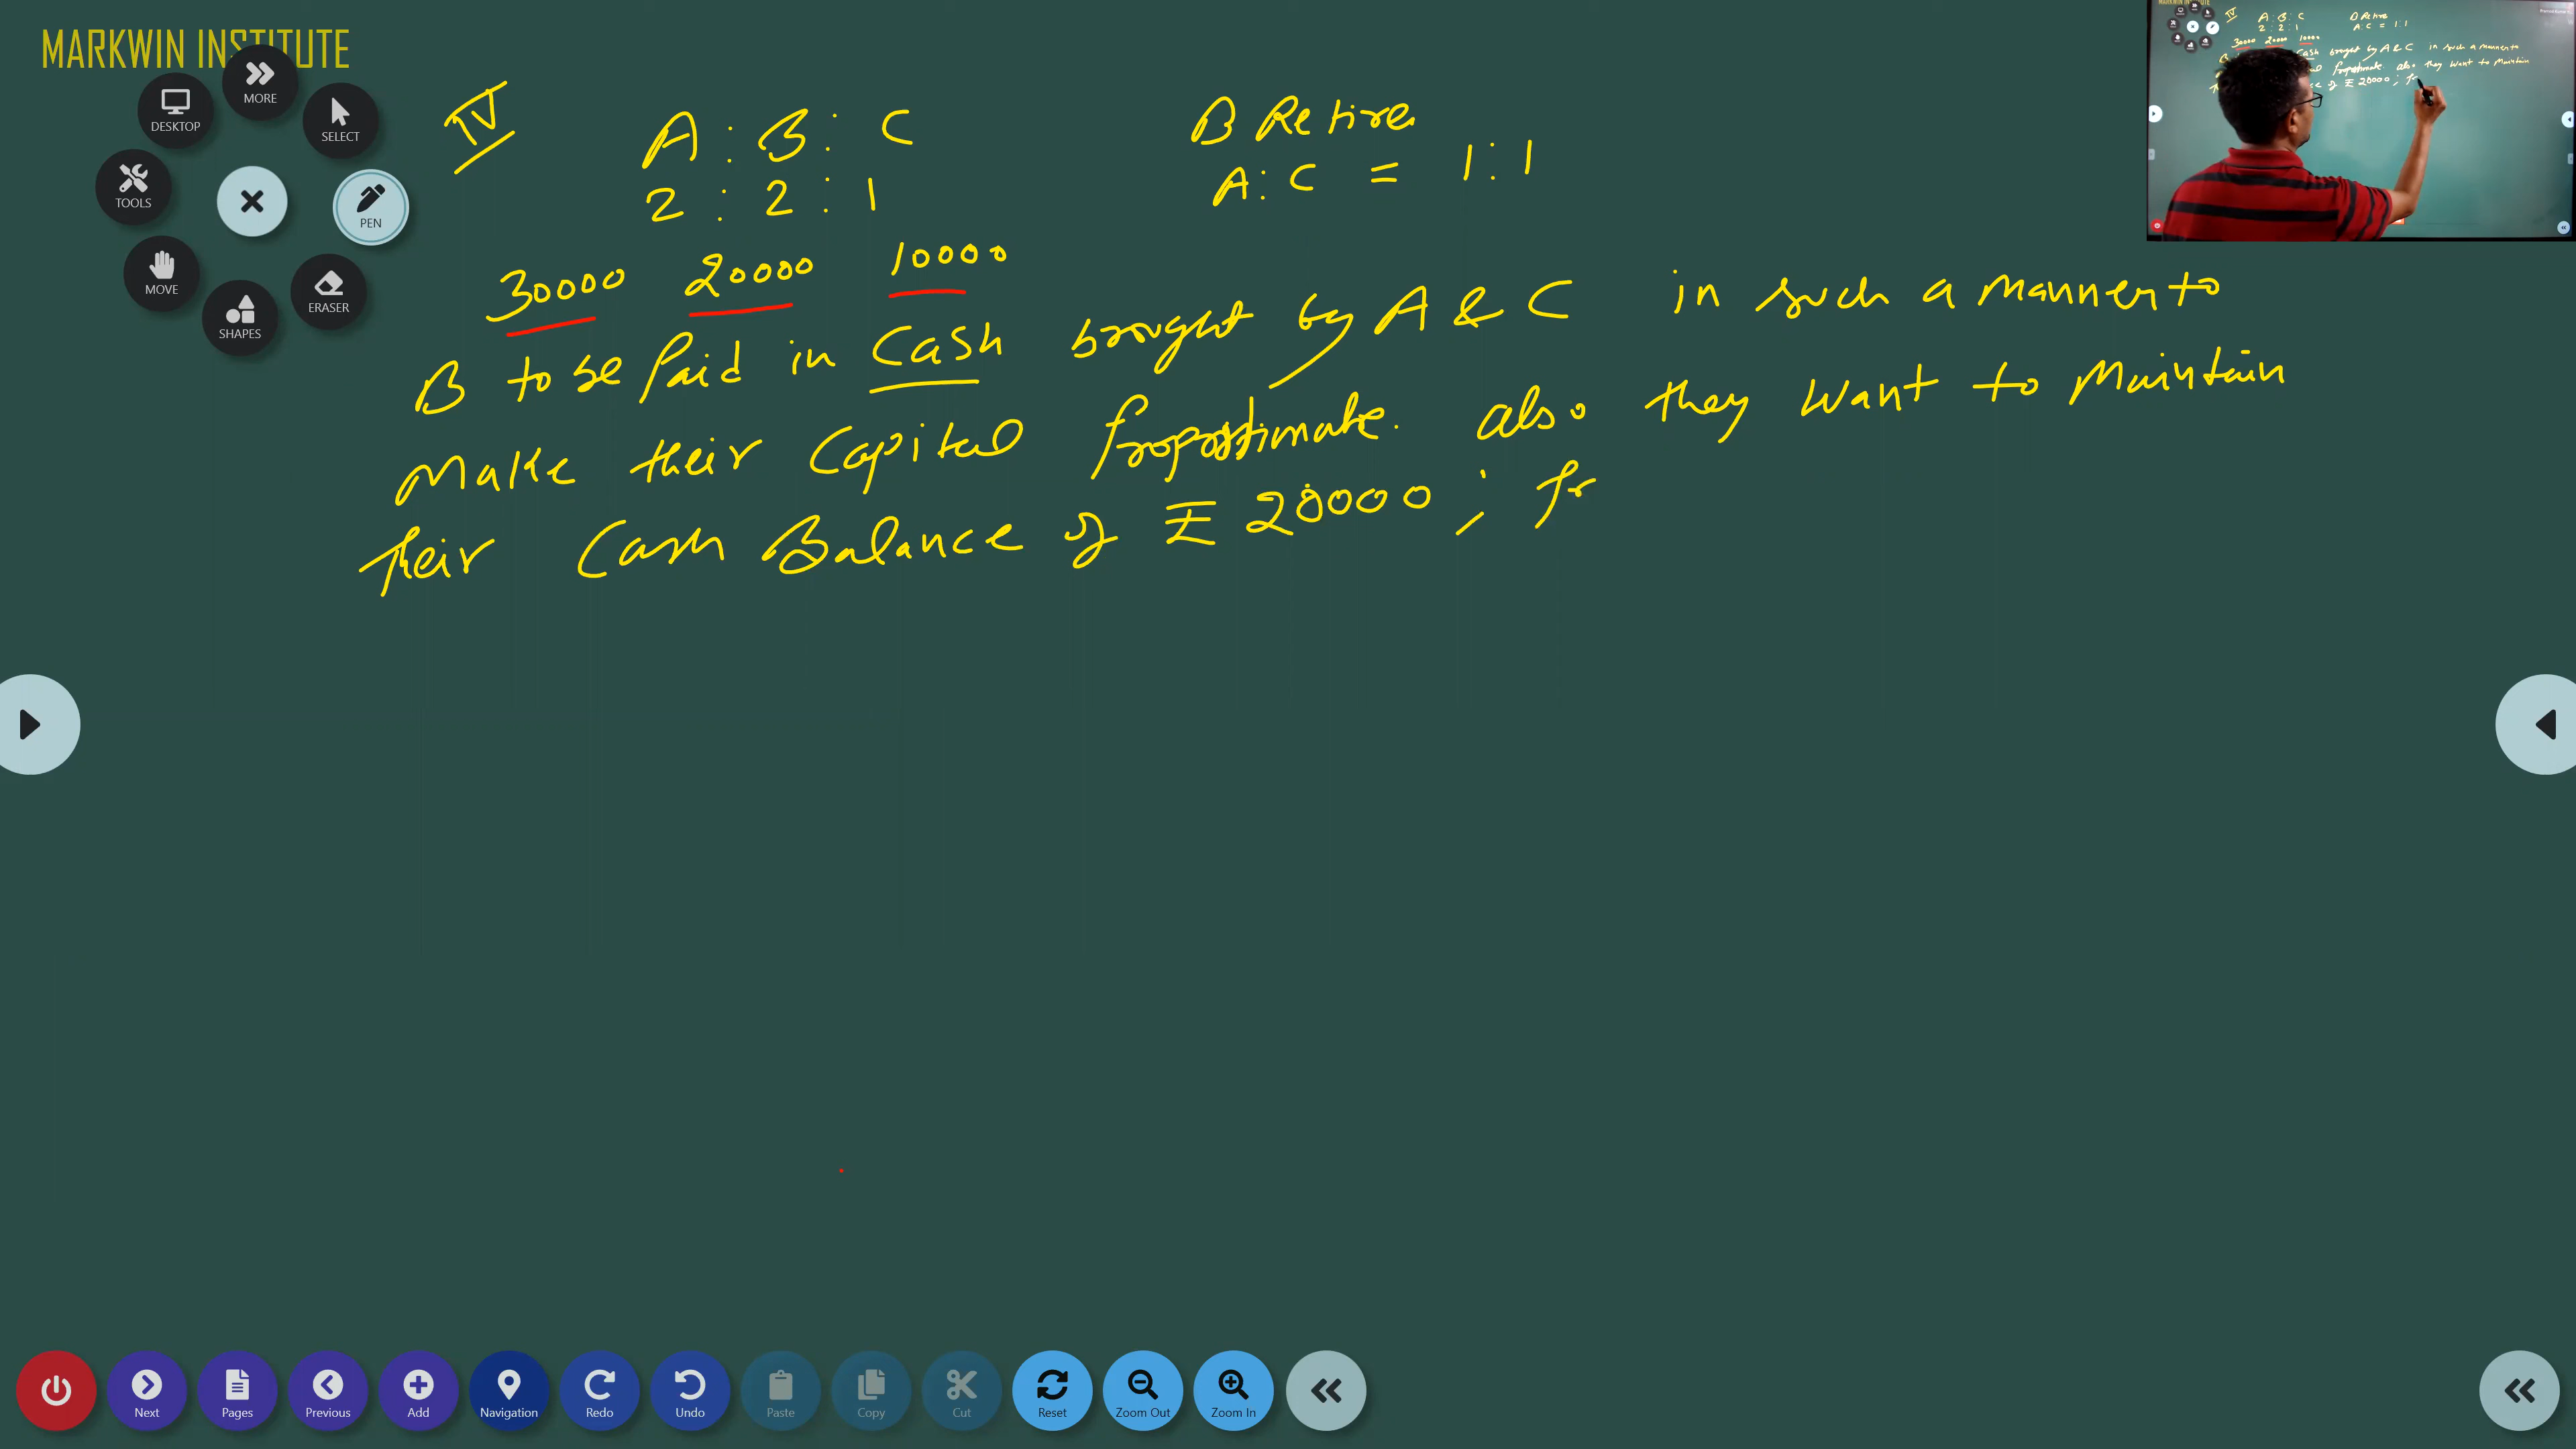 MARKWIN INSTITUTE
MORE
DESKTOP
SELECT
TOOLS
PEN
MOVE
ERASER
SHAPES
IV
A : B : C
2 : 2 : 1
B Retire
A : C = 1 : 1
30000 20000 10000
B to be Paid in Cash brought by A & C in such a manner to
Make their Capital Proportionate. also they want to Maintain
Their Cash Balance of ₹ 20000 ;
Next
Pages
Previous
Add
Navigation
Redo
Undo
Paste
Copy
Cut
Reset
Zoom Out
Zoom In